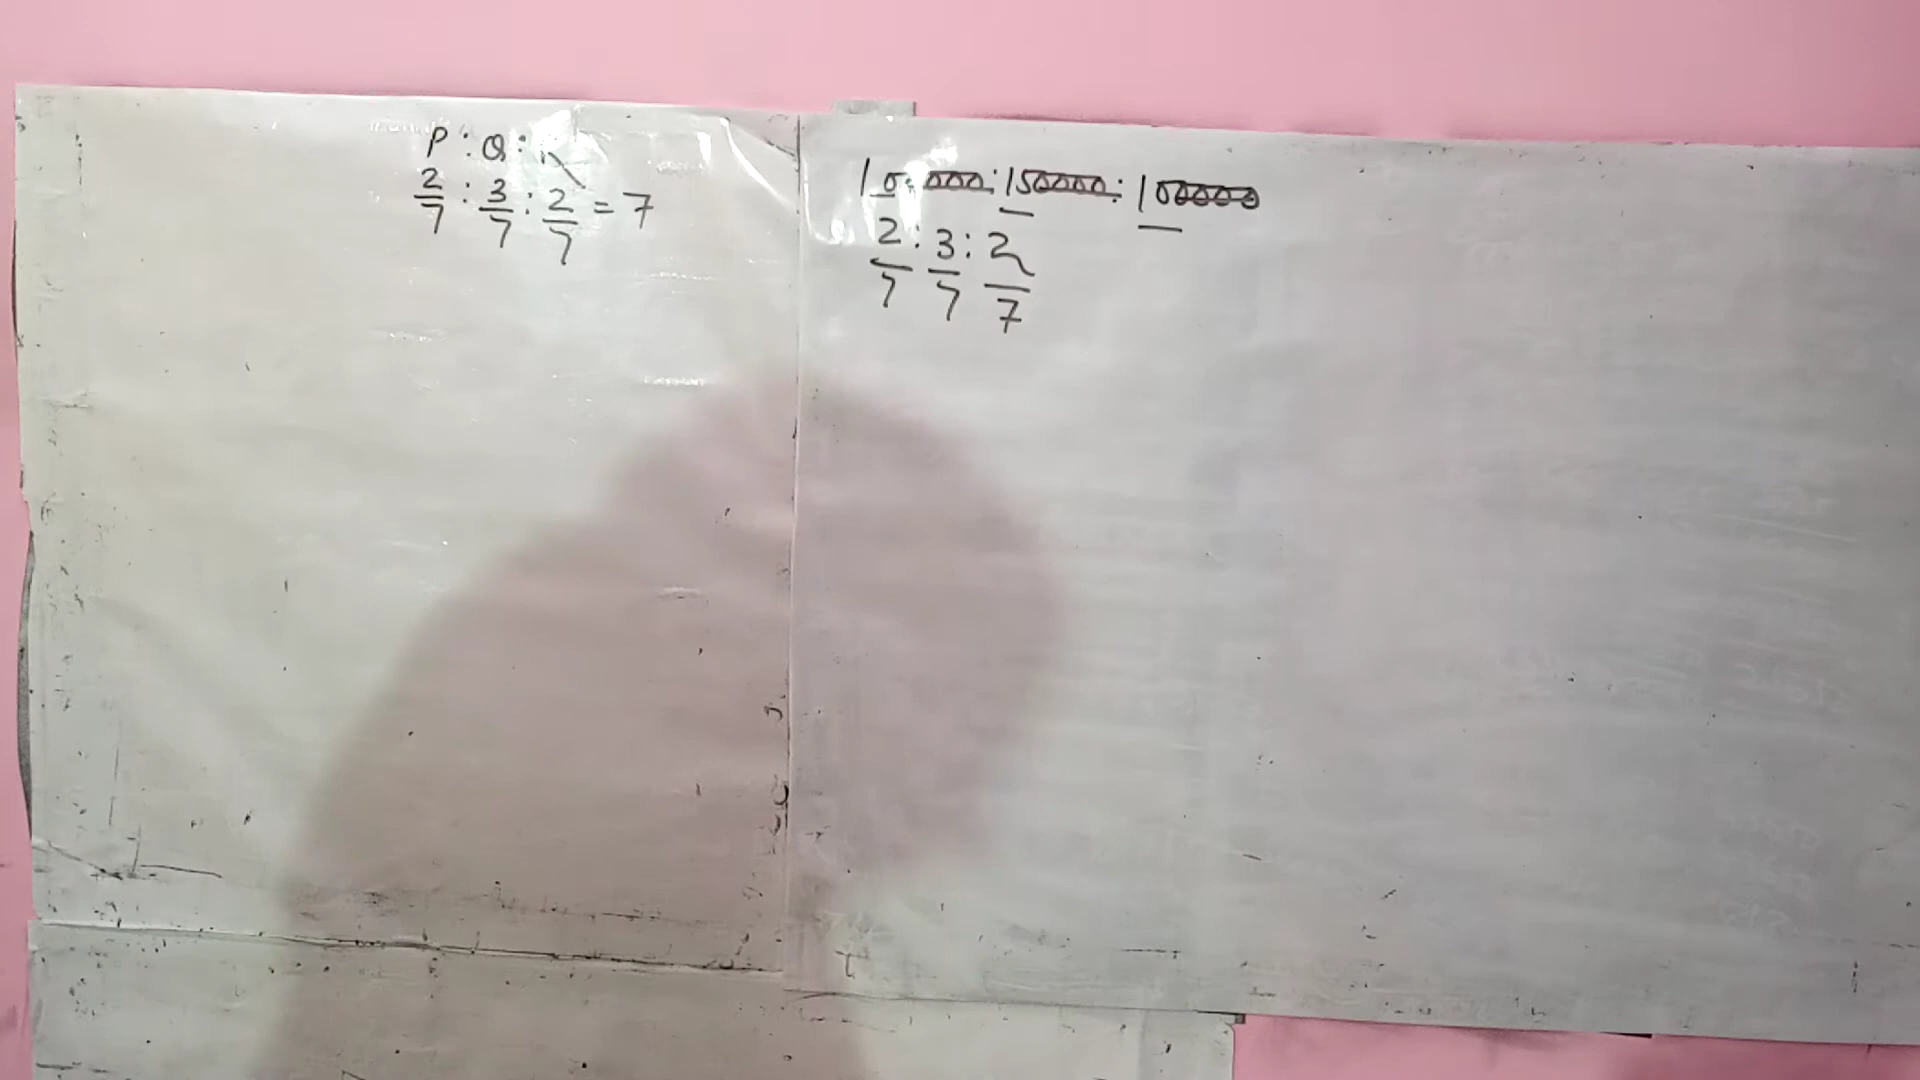 P : Q :
2/7 : 3/7 : 2/7 = 7
100000 : 150000 : 100000
2/7 : 3/7 : 2/7